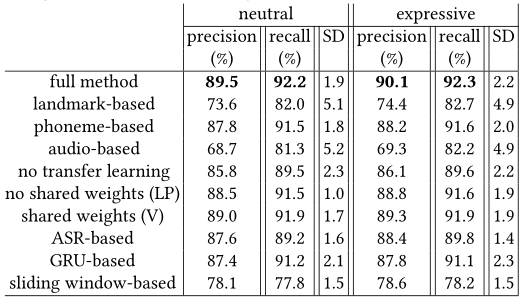 neutral expressive
precision recall SD precision recall SD
(%) (%) (%) (%)
full method 89.5 92.2 1.9 90.1 92.3 2.2
landmark-based 73.6 82.0 5.1 74.4 82.7 4.9
phoneme-based 87.8 91.5 1.8 88.2 91.6 2.0
audio-based 68.7 81.3 5.2 69.3 82.2 4.9
no transfer learning 85.8 89.5 2.3 86.1 89.6 2.2
no shared weights (LP) 88.5 91.5 1.0 88.8 91.6 1.9
shared weights (V) 89.0 91.9 1.7 89.3 91.9 1.9
ASR-based 87.6 89.2 1.6 88.4 89.8 1.4
GRU-based 87.4 91.2 2.1 87.8 91.1 2.3
sliding window-based 78.1 77.8 1.5 78.6 78.2 1.5